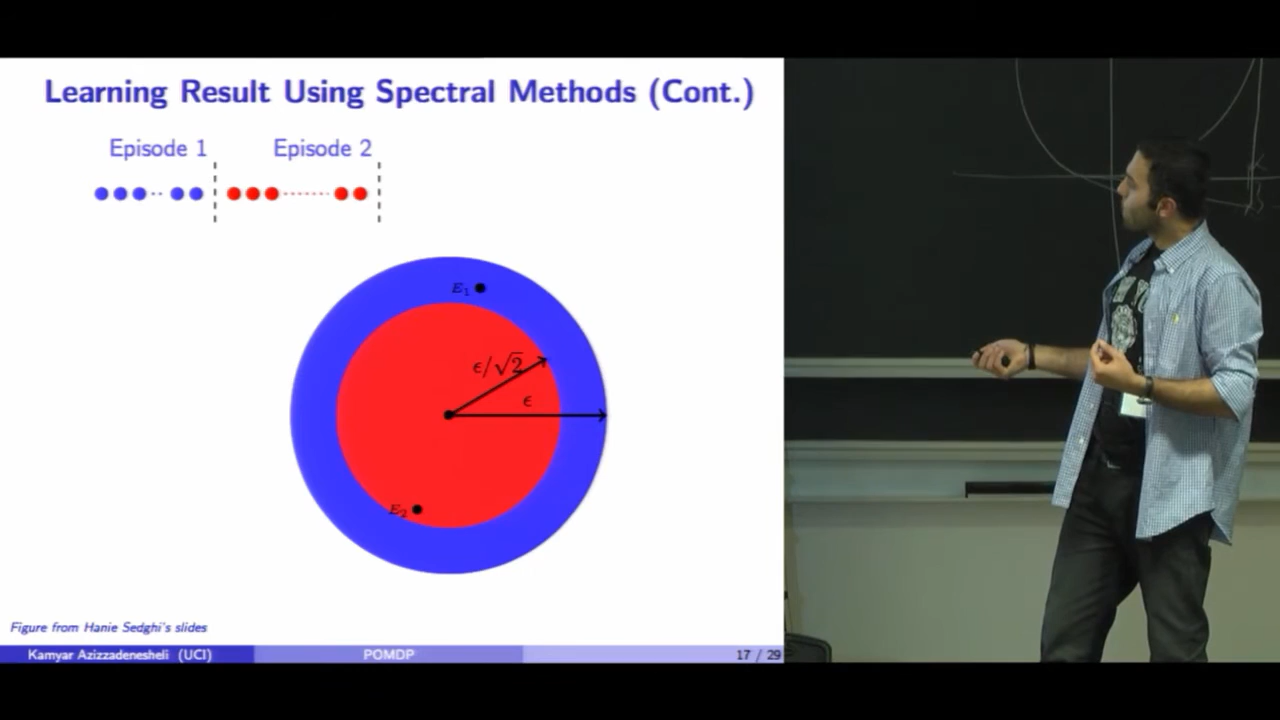 Learning Result Using Spectral Methods (Cont.)
Episode 1
Episode 2
E₁
ϵ/√2
ϵ
E₂
Figure from Hanie Sedghi's slides
Kamyar Azizzadenesheli (UCI)
POMDP
17 / 29